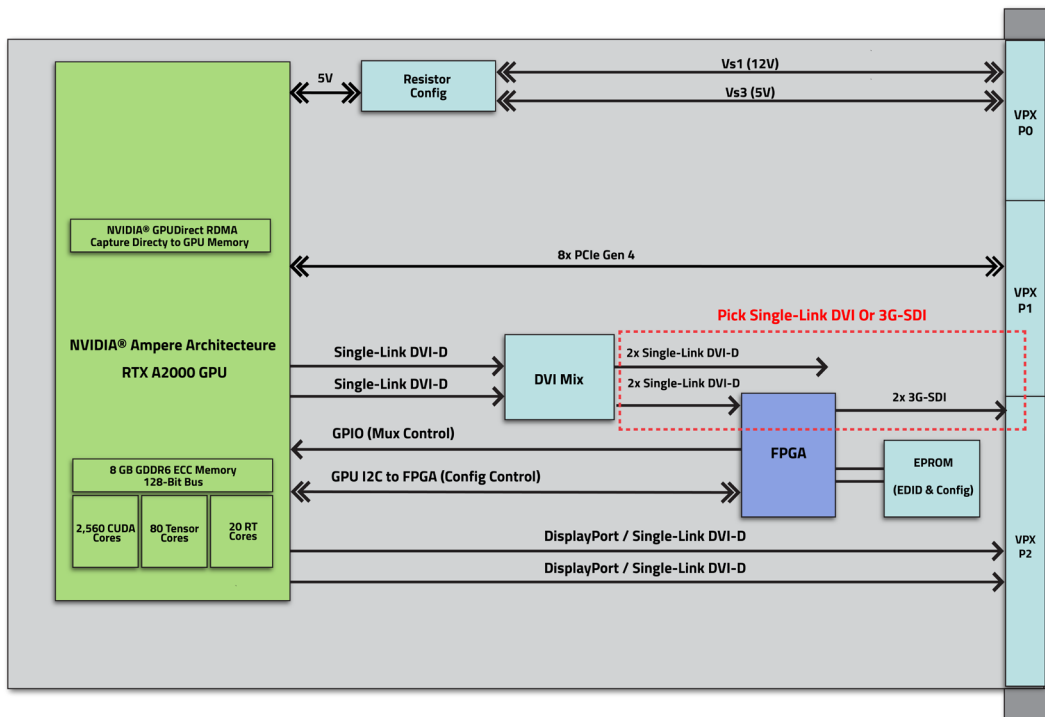 5V
Resistor
Config
Vs1 (12V)
Vs3 (5V)
VPX
P0
NVIDIA® GPUDirect RDMA
Capture Directy to GPU Memory
8x PCIe Gen 4
VPX
P1
Pick Single-Link DVI Or 3G-SDI
NVIDIA® Ampere Architecteure
RTX A2000 GPU
Single-Link DVI-D
Single-Link DVI-D
DVI Mix
2x Single-Link DVI-D
2x Single-Link DVI-D
2x 3G-SDI
GPIO (Mux Control)
FPGA
GPU I2C to FPGA (Config Control)
EPROM
(EDID & Config)
8 GB GDDR6 ECC Memory
128-Bit Bus
2,560 CUDA
Cores
80 Tensor
Cores
20 RT
Cores
DisplayPort / Single-Link DVI-D
DisplayPort / Single-Link DVI-D
VPX
P2